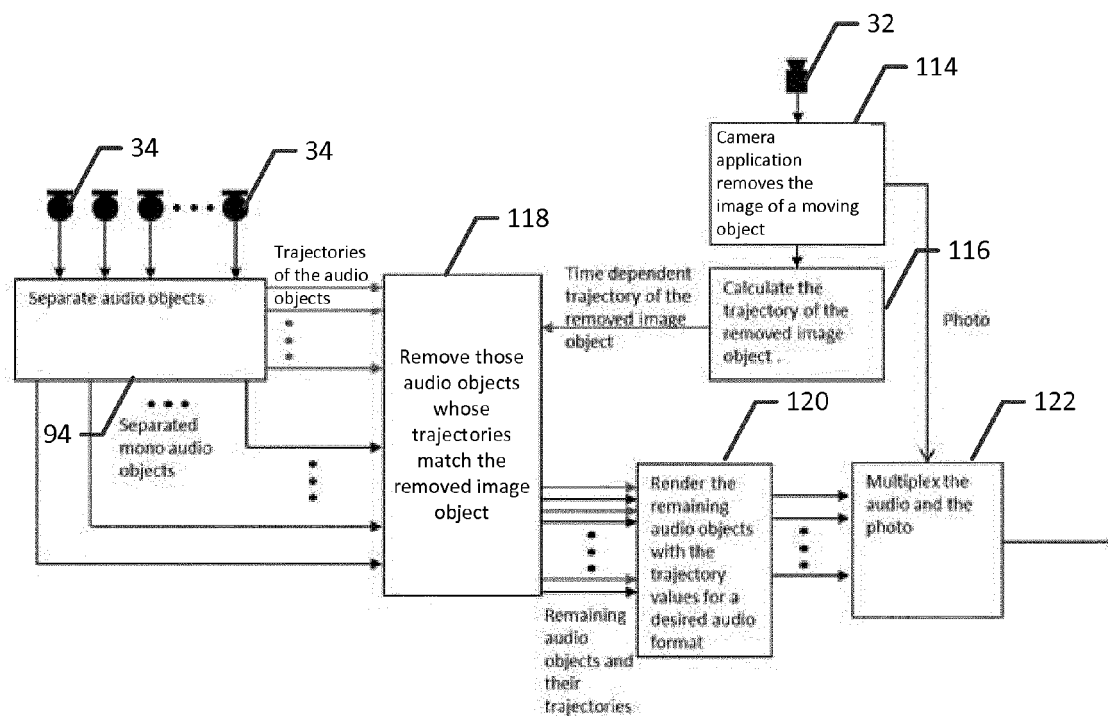 32
114
Camera
application
removes the
image of a moving
object
34
34
118
116
Trajectories
of the audio
objects
Separate audio objects
Time dependent
trajectory of the
removed image
object
Calculate the
trajectory of the
removed image
object .
Photo
Remove those
audio objects
whose
trajectories
match the
removed image
object
94
Separated
mono audio
objects
120
122
Render the
remaining
audio objects
with the
trajectory
values for a
desired audio
format
Multiplex the
audio and the
photo
Remaining
audio
objects and
their
trajectories